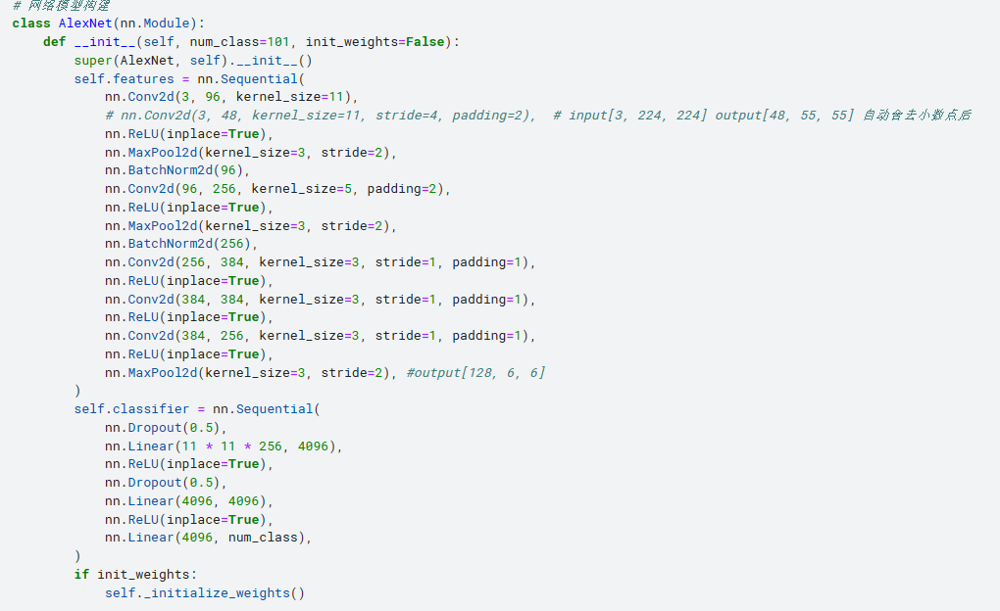 # 网络模型构建
class AlexNet(nn.Module):
    def __init__(self, num_class=101, init_weights=False):
        super(AlexNet, self).__init__()
        self.features = nn.Sequential(
            nn.Conv2d(3, 96, kernel_size=11),
            # nn.Conv2d(3, 48, kernel_size=11, stride=4, padding=2),  # input[3, 224, 224] output[48, 55, 55] 自动舍去小数点后
            nn.ReLU(inplace=True),
            nn.MaxPool2d(kernel_size=3, stride=2),
            nn.BatchNorm2d(96),
            nn.Conv2d(96, 256, kernel_size=5, padding=2),
            nn.ReLU(inplace=True),
            nn.MaxPool2d(kernel_size=3, stride=2),
            nn.BatchNorm2d(256),
            nn.Conv2d(256, 384, kernel_size=3, stride=1, padding=1),
            nn.ReLU(inplace=True),
            nn.Conv2d(384, 384, kernel_size=3, stride=1, padding=1),
            nn.ReLU(inplace=True),
            nn.Conv2d(384, 256, kernel_size=3, stride=1, padding=1),
            nn.ReLU(inplace=True),
            nn.MaxPool2d(kernel_size=3, stride=2), #output[128, 6, 6]
        )
        self.classifier = nn.Sequential(
            nn.Dropout(0.5),
            nn.Linear(11 * 11 * 256, 4096),
            nn.ReLU(inplace=True),
            nn.Dropout(0.5),
            nn.Linear(4096, 4096),
            nn.ReLU(inplace=True),
            nn.Linear(4096, num_class),
        )
        if init_weights:
            self._initialize_weights()